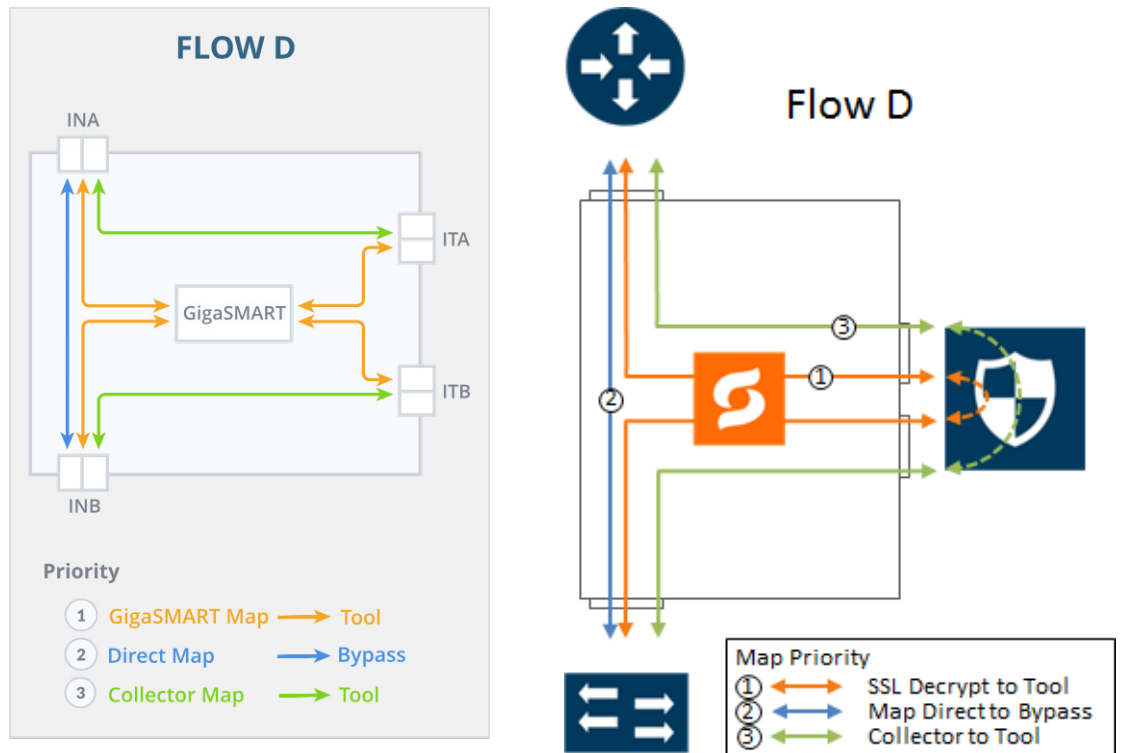 FLOW D
INA
ITA
GigaSMART
ITB
INB
Priority
1 GigaSMART Map Tool
2 Direct Map Bypass
3 Collector Map Tool
Flow D
3
1
2
Map Priority
1 SSL Decrypt to Tool
2 Map Direct to Bypass
3 Collector to Tool